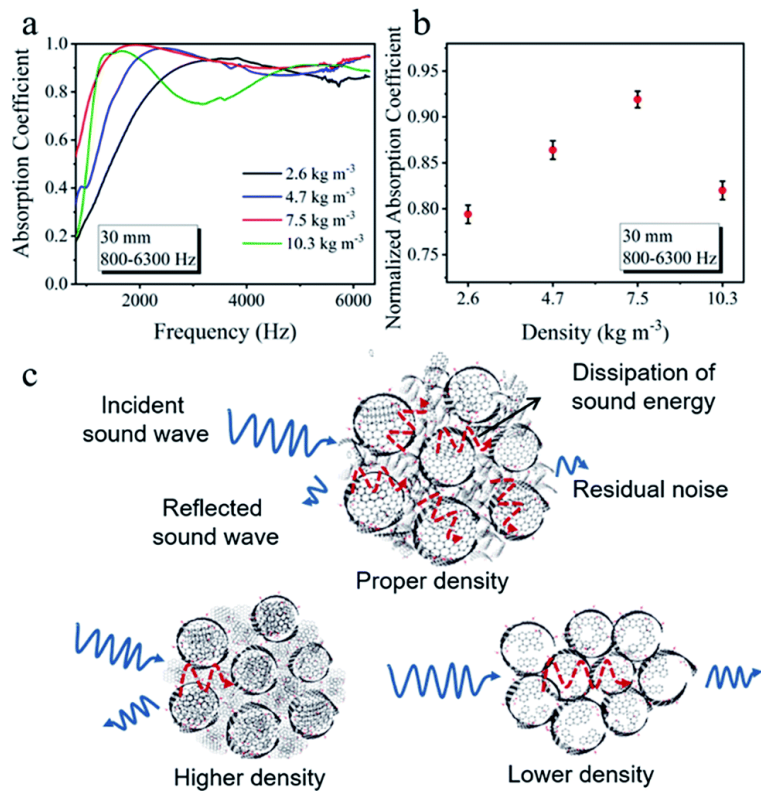 a
Absorption Coefficient
1.0
0.8
0.6
0.4
0.2
0.0
2.6 kg m-3
4.7 kg m-3
7.5 kg m-3
10.3 kg m-3
30 mm
800-6300 Hz
2000
4000
6000
Frequency (Hz)
b
Normalized Absorption Coefficient
0.95
0.90
0.85
0.80
0.75
30 mm
800-6300 Hz
2.6
4.7
7.5
10.3
Density (kg m-3)
c
Incident
sound wave
Reflected
sound wave
Dissipation of
sound energy
Residual noise
Proper density
Higher density
Lower density